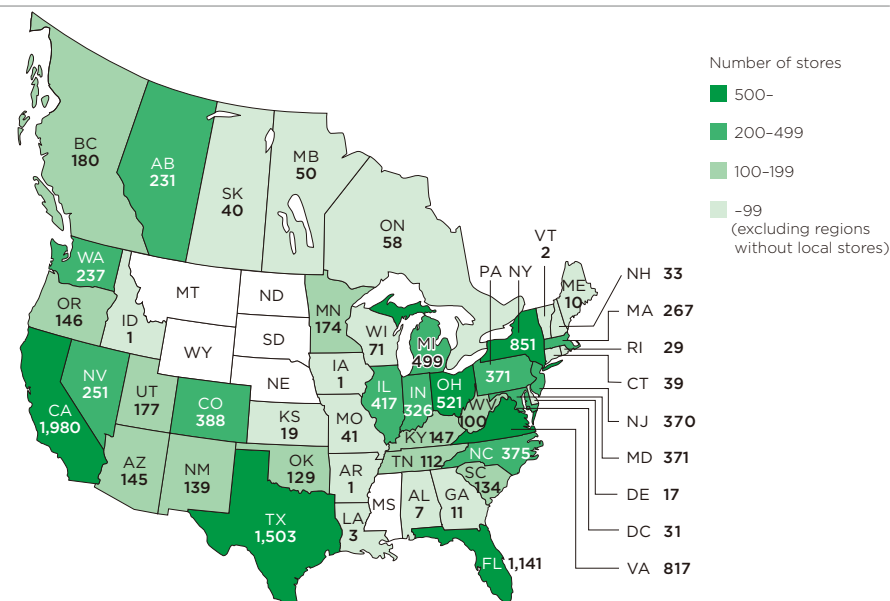 Number of stores
500–
200–499
100–199
–99
(excluding regions
without local stores)
BC
180
AB
231
SK
40
MB
50
ON
58
WA
237
OR
146
ID
1
MT
ND
MN
174
WY
SD
NE
WI
71
MI
499
IA
1
NV
251
CA
1,980
UT
177
CO
388
KS
19
MO
41
IL
417
IN
326
OH
521
PA
371
NY
851
VT
2
ME
10
NH 33
MA 267
RI 29
CT 39
NJ 370
MD 371
DE 17
DC 31
VA 817
WV
100
KY 147
TN 112
NC 375
SC
134
AZ
145
NM
139
OK
129
AR
1
TX
1,503
LA
3
MS
AL
7
GA
11
FL 1,141